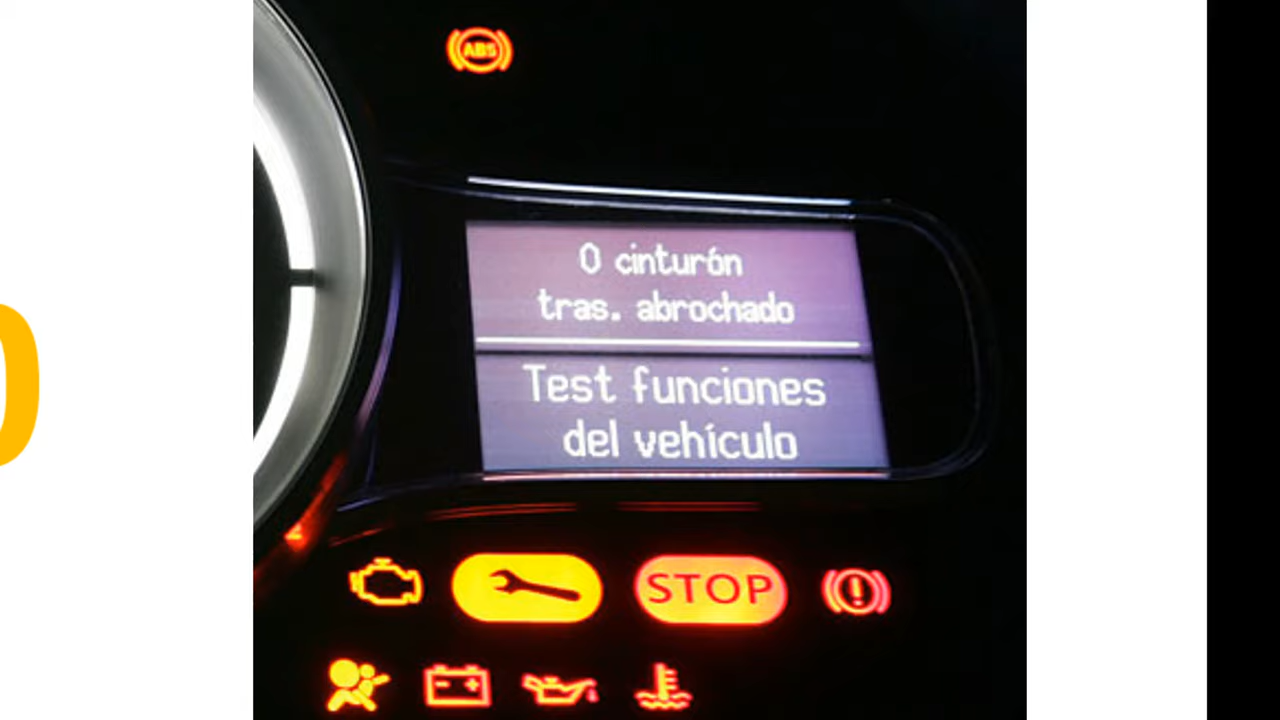 ABS
0 cinturón
tras. abrochado
Test funciones
del vehículo
STOP